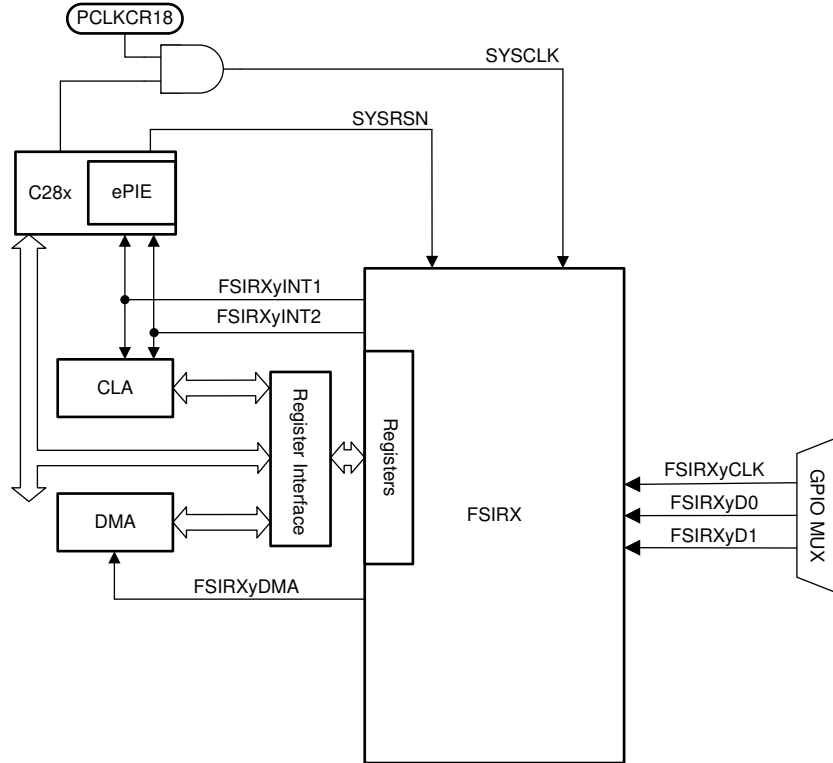 PCLKCR18
SYSCLK
SYSRSN
C28x
ePIE
FSIRXyINT1
FSIRXyINT2
CLA
Register Interface
Registers
FSIRXyCLK
FSIRXyD0
FSIRXyD1
GPIO MUX
FSIRX
DMA
FSIRXyDMA